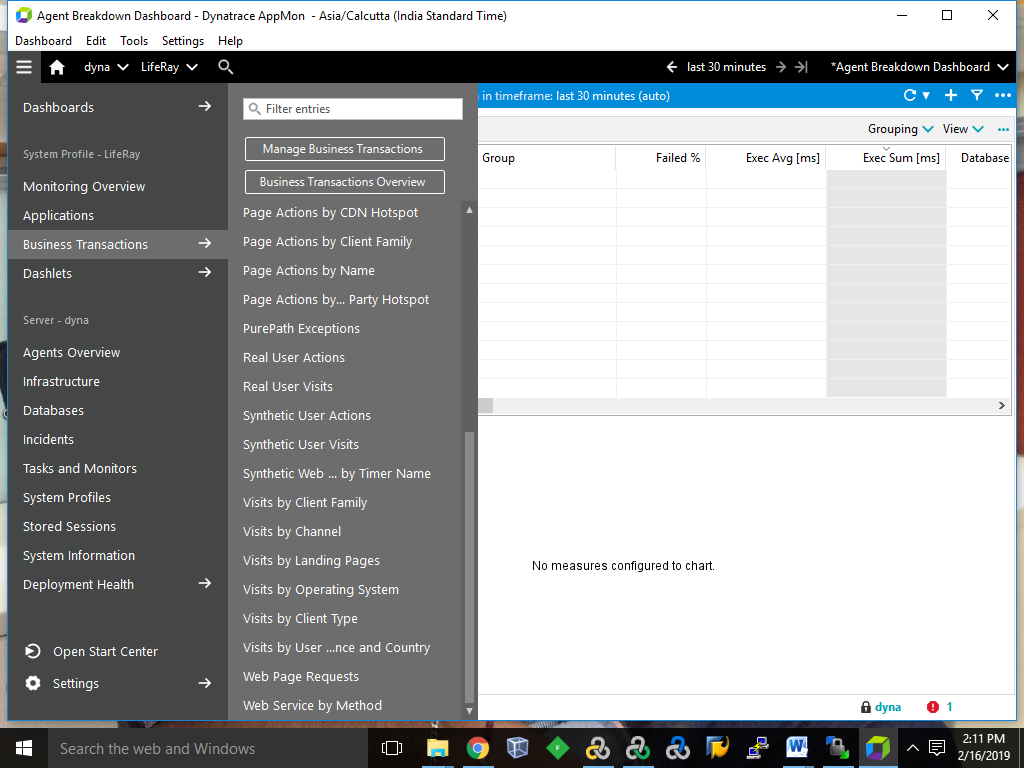 Agent Breakdown Dashboard - Dynatrace AppMon - Asia/Calcutta (India Standard Time)
Dashboard Edit Tools Settings Help
dyna LifeRay last 30 minutes *Agent Breakdown Dashboard
in timeframe: last 30 minutes (auto)
Grouping View
Group Failed % Exec Avg [ms] Exec Sum [ms] Database
Dashboards
System Profile - LifeRay
Monitoring Overview
Applications
Business Transactions
Dashlets
Server - dyna
Agents Overview
Infrastructure
Databases
Incidents
Tasks and Monitors
System Profiles
Stored Sessions
System Information
Deployment Health
Open Start Center
Settings
Filter entries
Manage Business Transactions
Business Transactions Overview
Page Actions by CDN Hotspot
Page Actions by Client Family
Page Actions by Name
Page Actions by... Party Hotspot
PurePath Exceptions
Real User Actions
Real User Visits
Synthetic User Actions
Synthetic User Visits
Synthetic Web ... by Timer Name
Visits by Client Family
Visits by Channel
Visits by Landing Pages
Visits by Operating System
Visits by Client Type
Visits by User ...nce and Country
Web Page Requests
Web Service by Method
No measures configured to chart.
dyna 1
Search the web and Windows
2:11 PM
2/16/2019